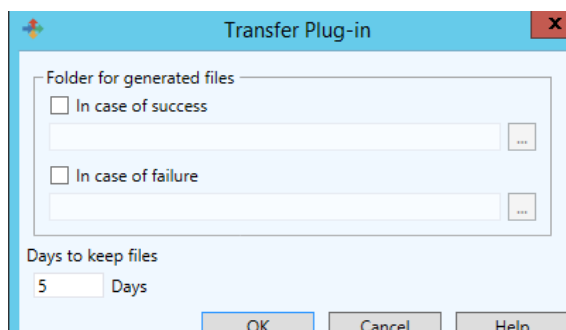 Transfer Plug-in
x
Folder for generated files
In case of success
...
In case of failure
...
Days to keep files
5 Days
OK Cancel Help